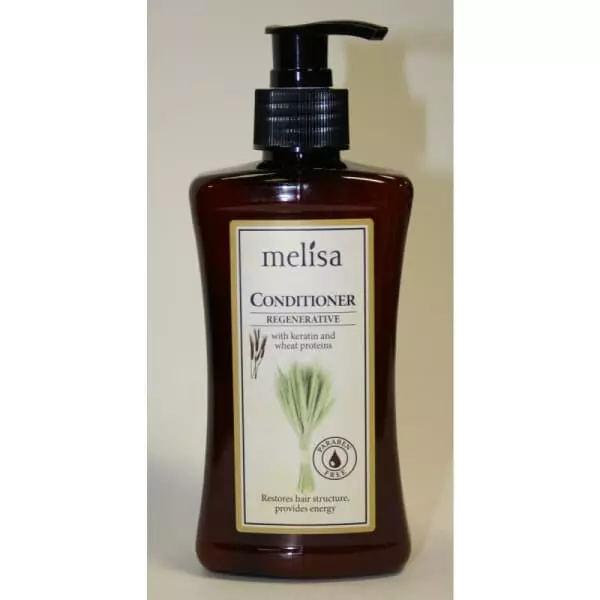 melisa
CONDITIONER
REGENERATIVE
with keratin and
wheat proteins
PARABEN
FREE
Restores hair structure,
provides energy